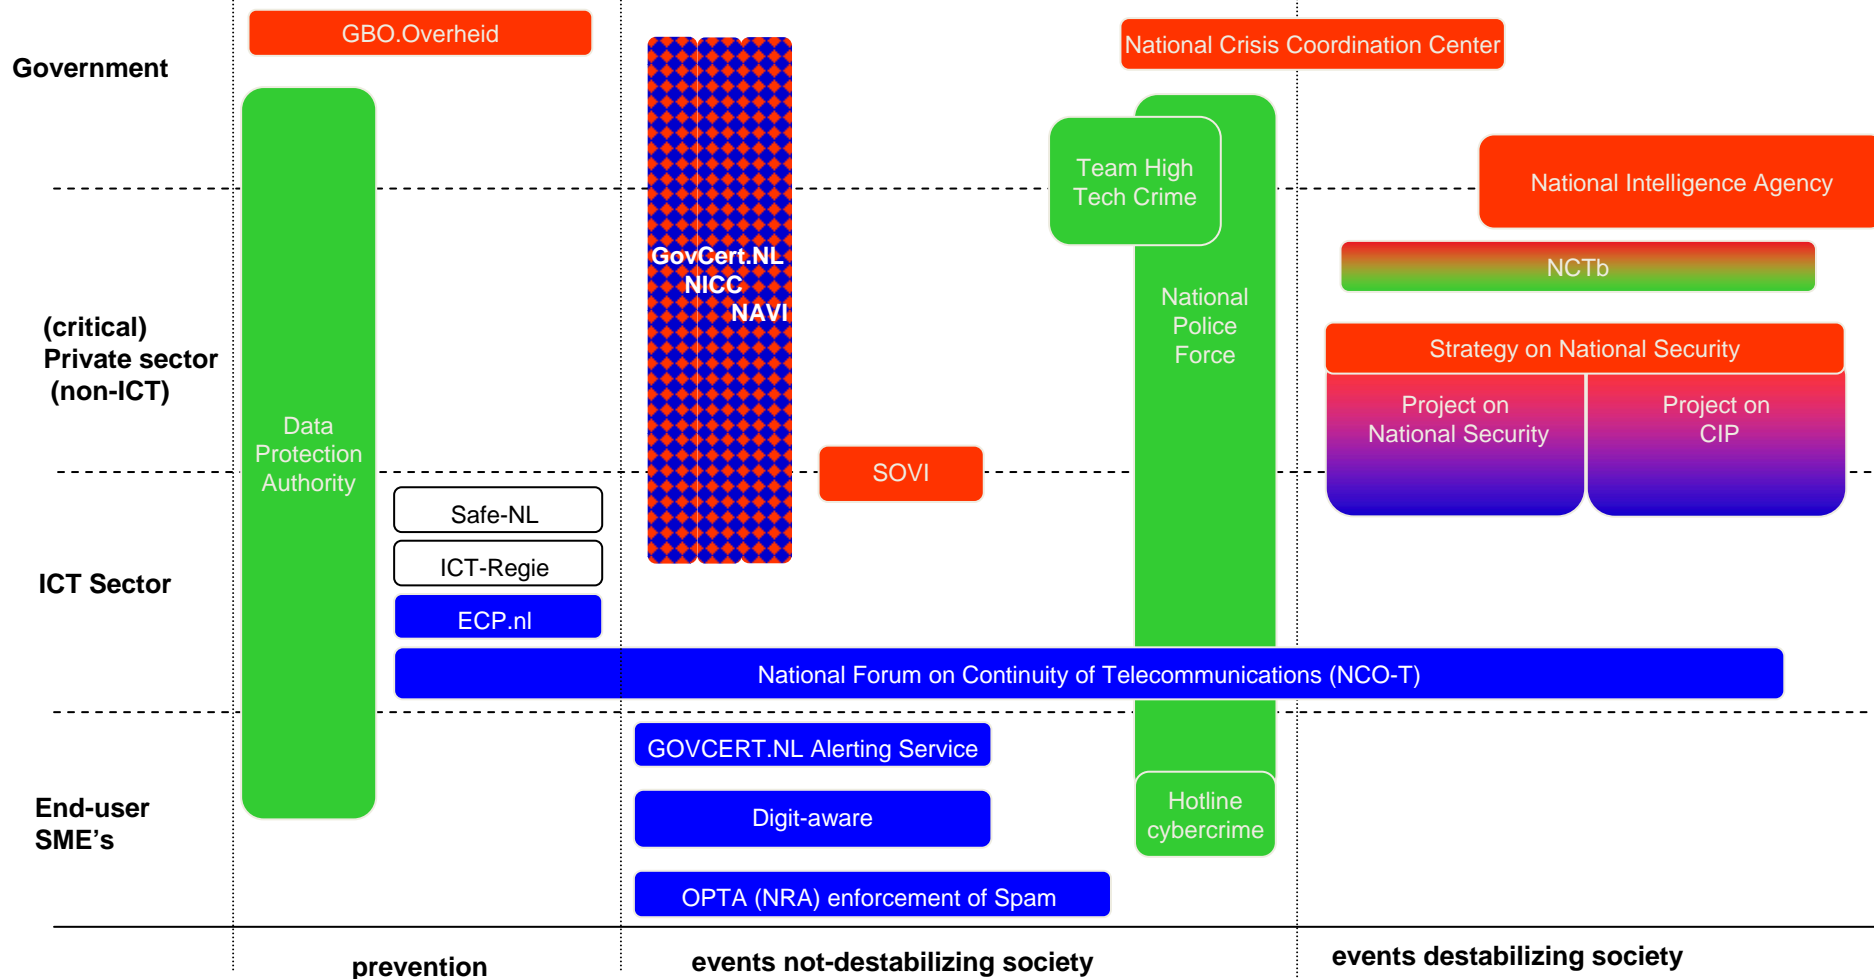 GBO.Overheid
National Crisis Coordination Center
Government
Team High
Tech Crime
National Intelligence Agency
GovCert.NL
NICC
NAVI
NCTb
National
Police
Force
(critical)
Private sector
(non-ICT)
Strategy on National Security
Project on
National Security
Project on
CIP
Data
Protection
Authority
SOVI
Safe-NL
ICT-Regie
ICT Sector
ECP.nl
National Forum on Continuity of Telecommunications (NCO-T)
GOVCERT.NL Alerting Service
End-user
SME’s
Digit-aware
Hotline
cybercrime
OPTA (NRA) enforcement of Spam
prevention
events not-destabilizing society
events destabilizing society